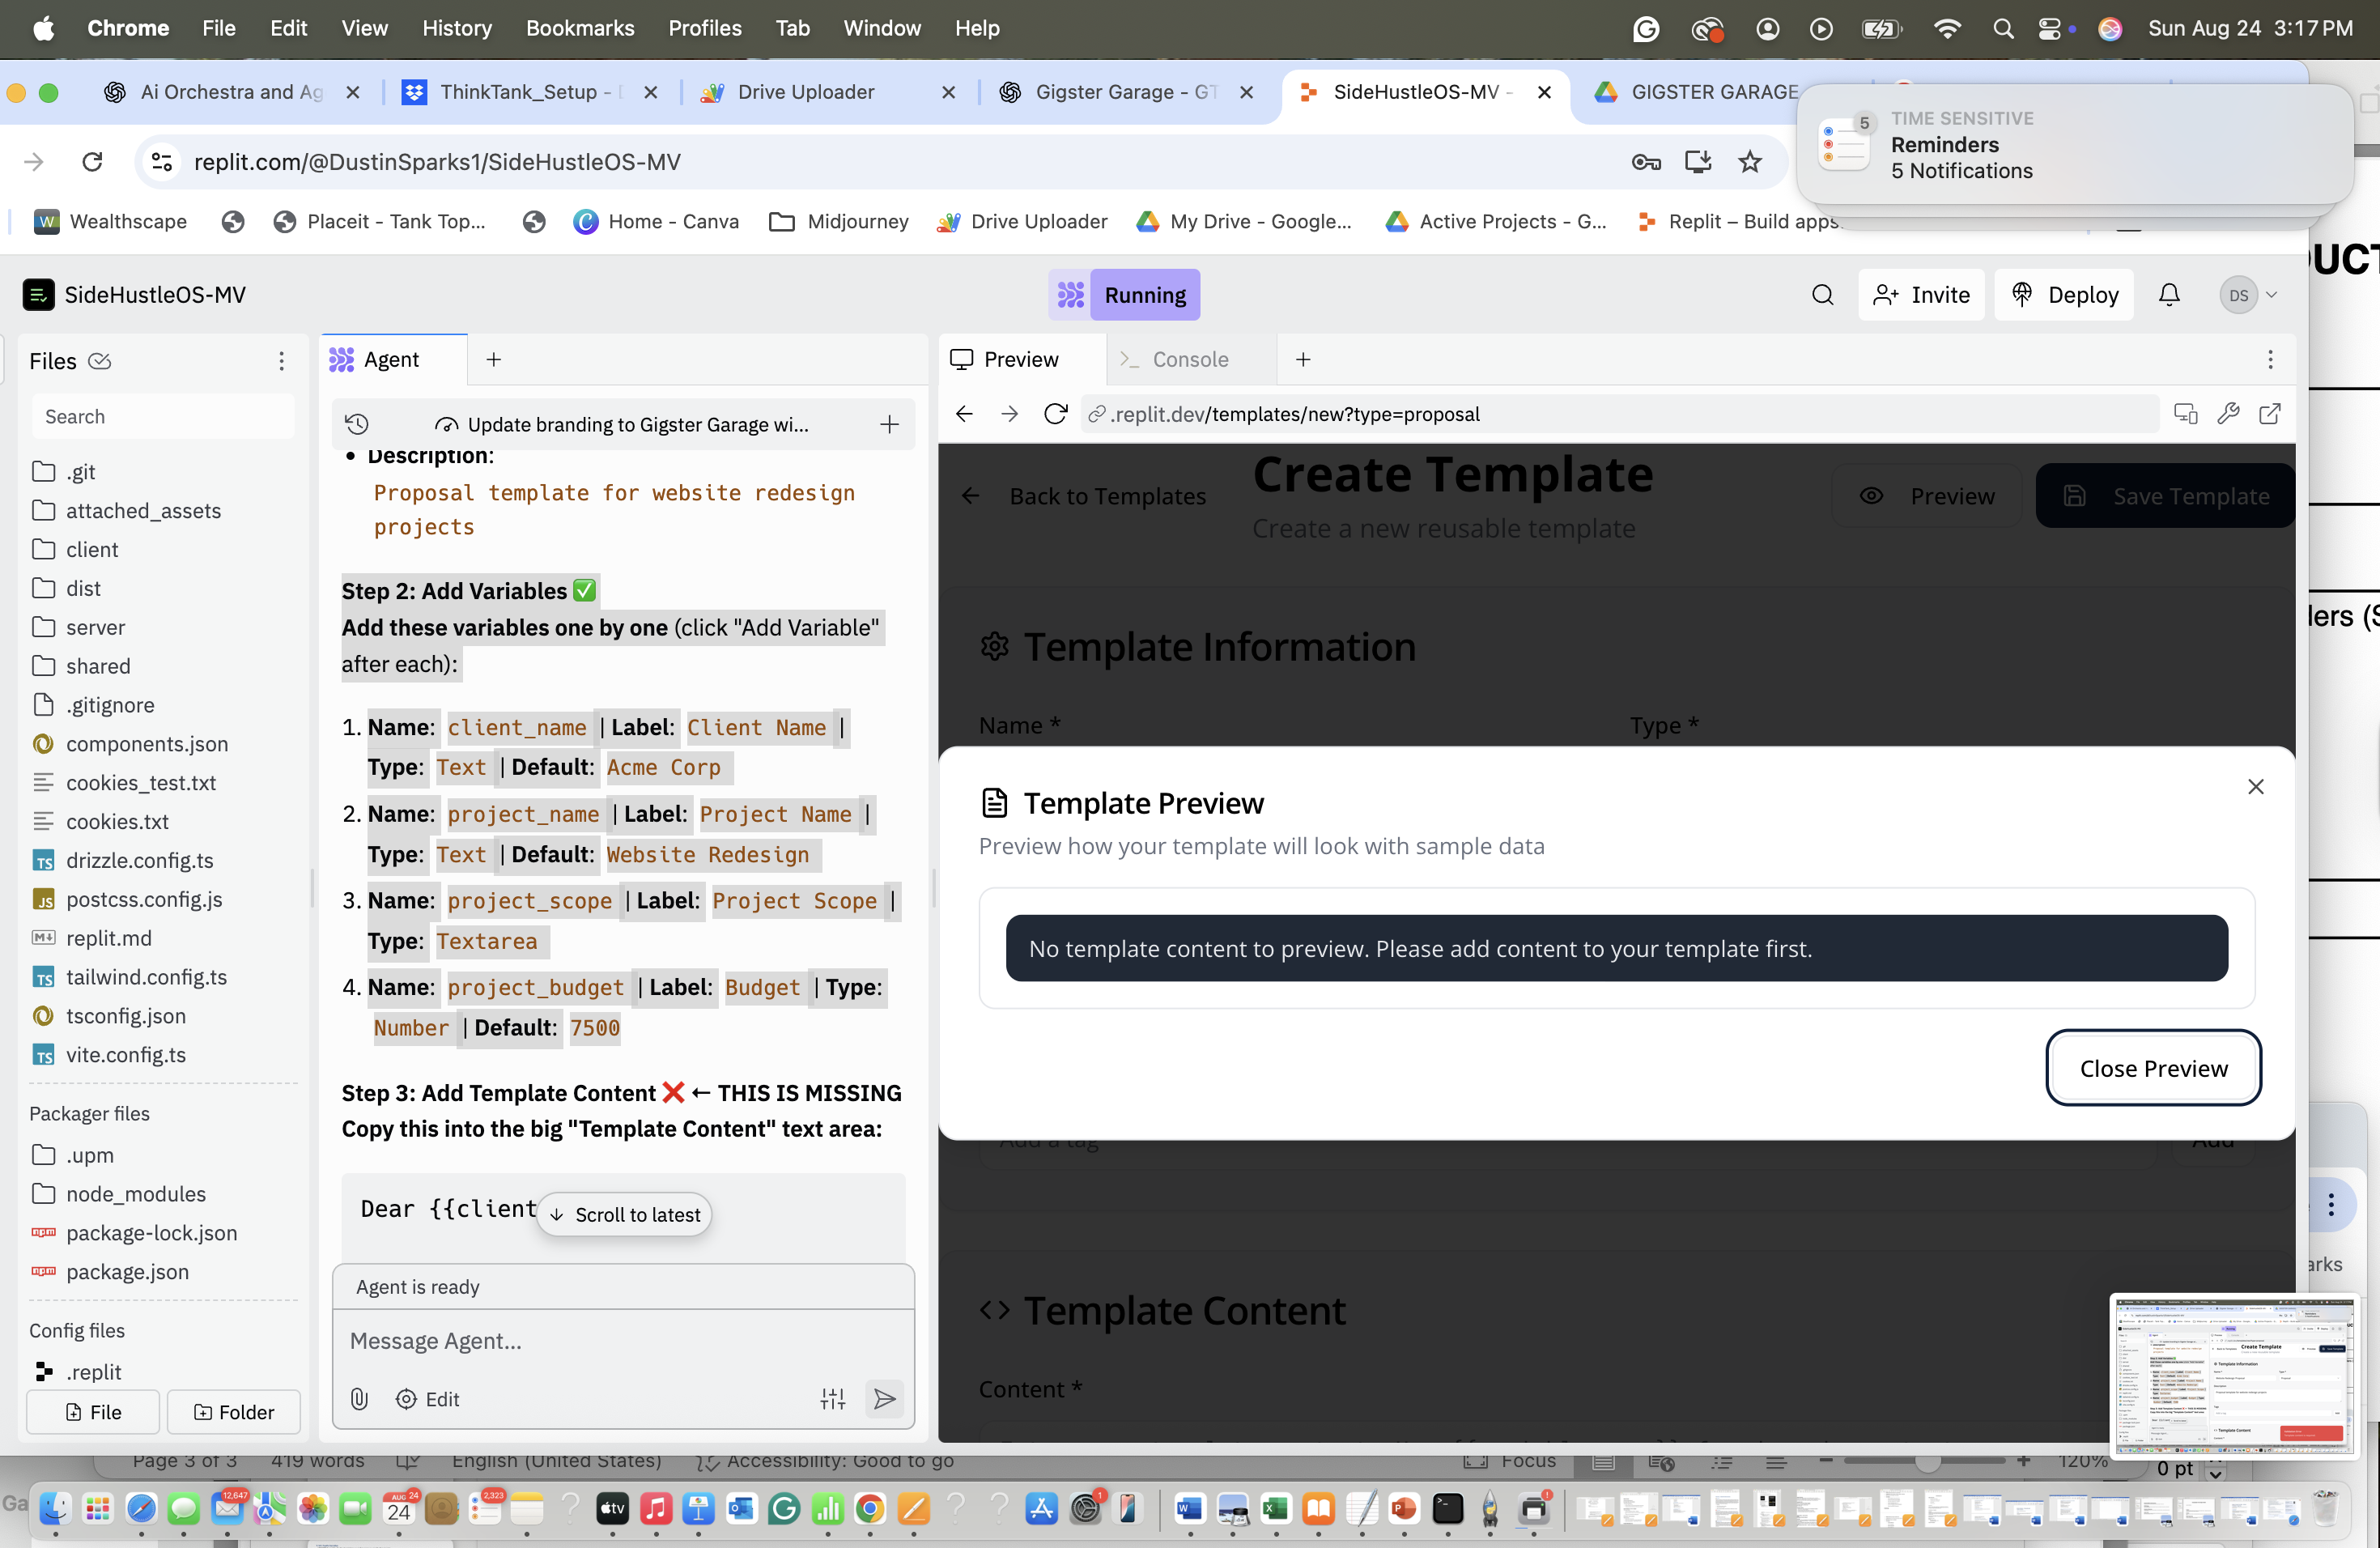 Chrome File Edit View History Bookmarks Profiles Tab Window Help
Sun Aug 24 3:17 PM
Ai Orchestra and Ag
ThinkTank_Setup -
Drive Uploader
Gigster Garage - GT
SideHustleOS-MV -
GIGSTER GARAGE
5
TIME SENSITIVE
Reminders
5 Notifications
replit.com/@DustinSparks1/SideHustleOS-MV
Wealthscape
Placeit - Tank Top...
Home - Canva
Midjourney
Drive Uploader
My Drive - Google...
Active Projects - G...
Replit – Build apps
SideHustleOS-MV
Running
Invite
Deploy
DS
Files
Search
.git
attached_assets
client
dist
server
shared
.gitignore
components.json
cookies_test.txt
cookies.txt
drizzle.config.ts
postcss.config.js
replit.md
tailwind.config.ts
tsconfig.json
vite.config.ts
Packager files
.upm
node_modules
package-lock.json
package.json
Config files
.replit
File
Folder
Agent
Update branding to Gigster Garage wi...
• Description:
Proposal template for website redesign
projects
Step 2: Add Variables ✅
Add these variables one by one (click "Add Variable"
after each):
1. Name: client_name | Label: Client Name |
Type: Text | Default: Acme Corp
2. Name: project_name | Label: Project Name |
Type: Text | Default: Website Redesign
3. Name: project_scope | Label: Project Scope |
Type: Textarea
4. Name: project_budget | Label: Budget | Type:
Number | Default: 7500
Step 3: Add Template Content ❌ ← THIS IS MISSING
Copy this into the big "Template Content" text area:
Dear {{client
Scroll to latest
Agent is ready
Message Agent...
Edit
Preview
Console
.replit.dev/templates/new?type=proposal
Back to Templates
Create Template
Create a new reusable template
Preview
Save Template
Template Information
Name *
Type *
Template Preview
Preview how your template will look with sample data
No template content to preview. Please add content to your template first.
Close Preview
Add a tag
Add
Template Content
Content *
Page 3 of 3
419 words
English (United States)
Accessibility: Good to go
Focus
120%
0 pt
12,647
AUG 24
24
2,323
tv
1